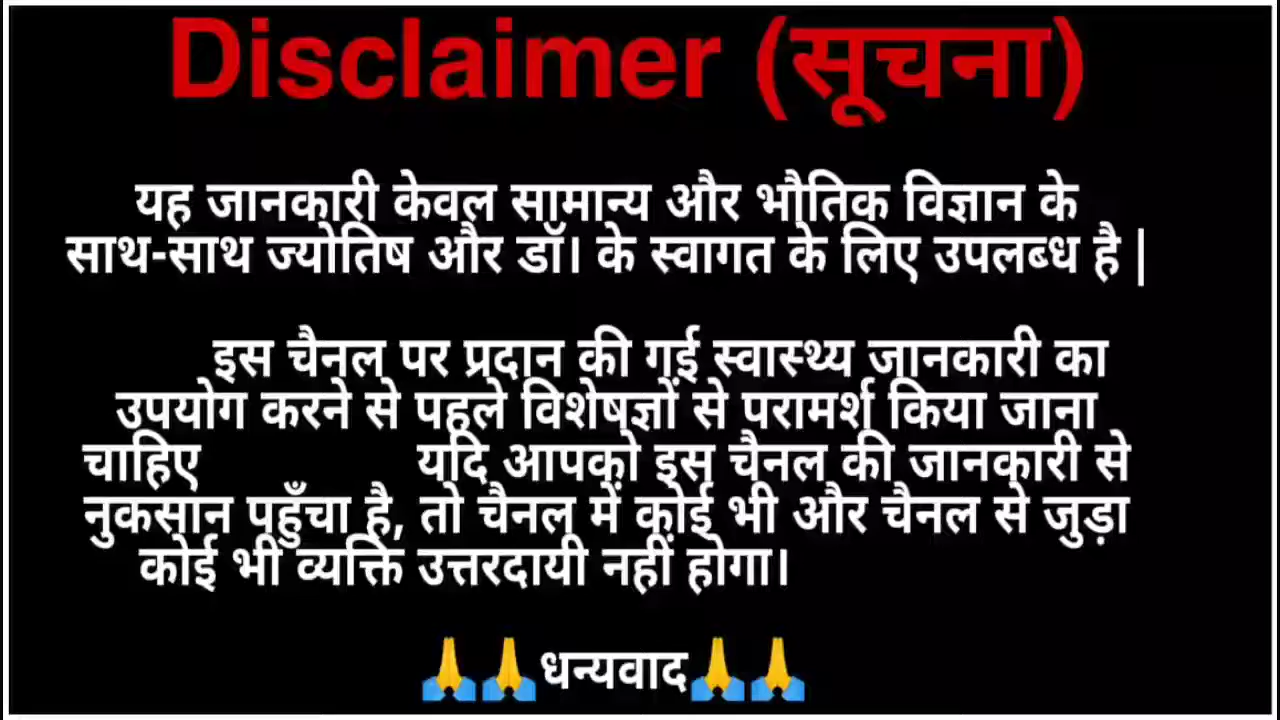 Disclaimer (सूचना)
यह जानकारी केवल सामान्य और भौतिक विज्ञान के
साथ-साथ ज्योतिष और डॉ। के स्वागत के लिए उपलब्ध है |
इस चैनल पर प्रदान की गई स्वास्थ्य जानकारी का
उपयोग करने से पहले विशेषज्ञों से परामर्श किया जाना
चाहिए यदि आपको इस चैनल की जानकारी से
नुकसान पहुँचा है, तो चैनल में कोई भी और चैनल से जुड़ा
कोई भी व्यक्ति उत्तरदायी नहीं होगा।
🙏🙏धन्यवाद🙏🙏